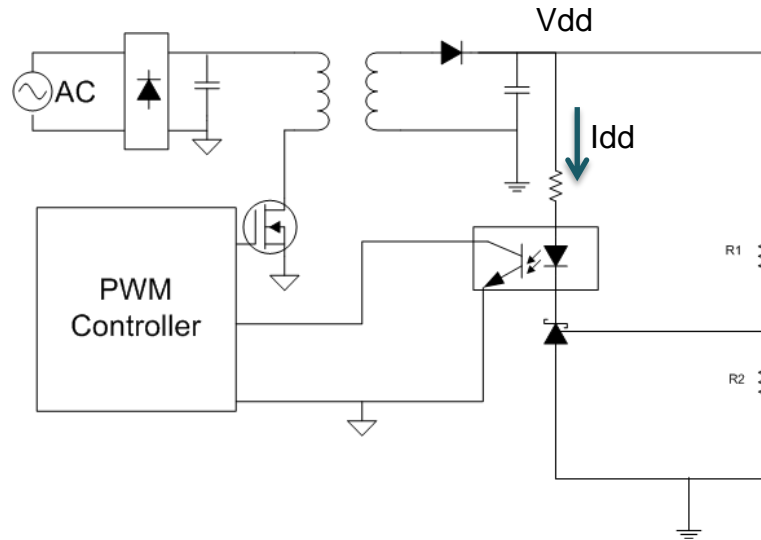 Vdd
AC
Idd
R1
PWM
Controller
R2